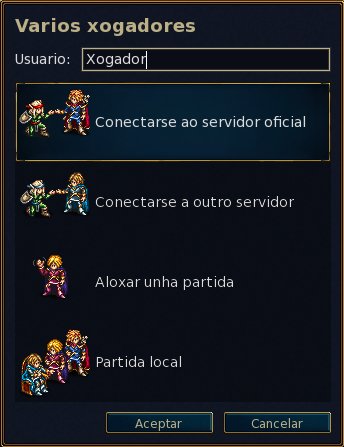 Varios xogadores
Usuario: Xogador
Conectarse ao servidor oficial
Conectarse a outro servidor
Aloxar unha partida
Partida local
Aceptar Cancelar